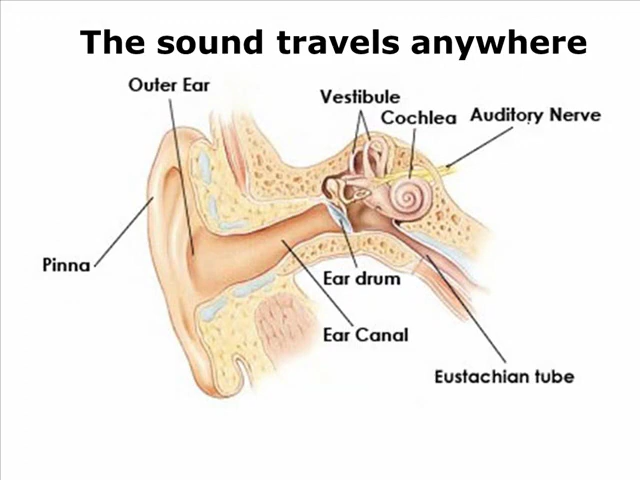 The sound travels anywhere
Outer Ear
Vestibule
Cochlea
Auditory Nerve
Pinna
Ear drum
Ear Canal
Eustachian tube